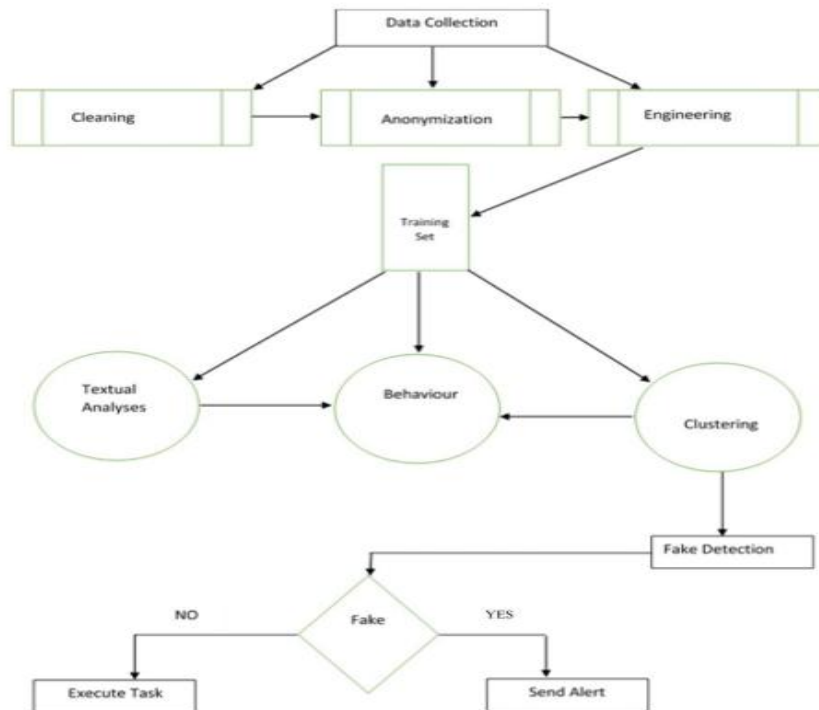 Data Collection
Cleaning
Anonymization
Engineering
Training
Set
Textual
Analyses
Behaviour
Clustering
Fake Detection
NO
Fake
YES
Execute Task
Send Alert